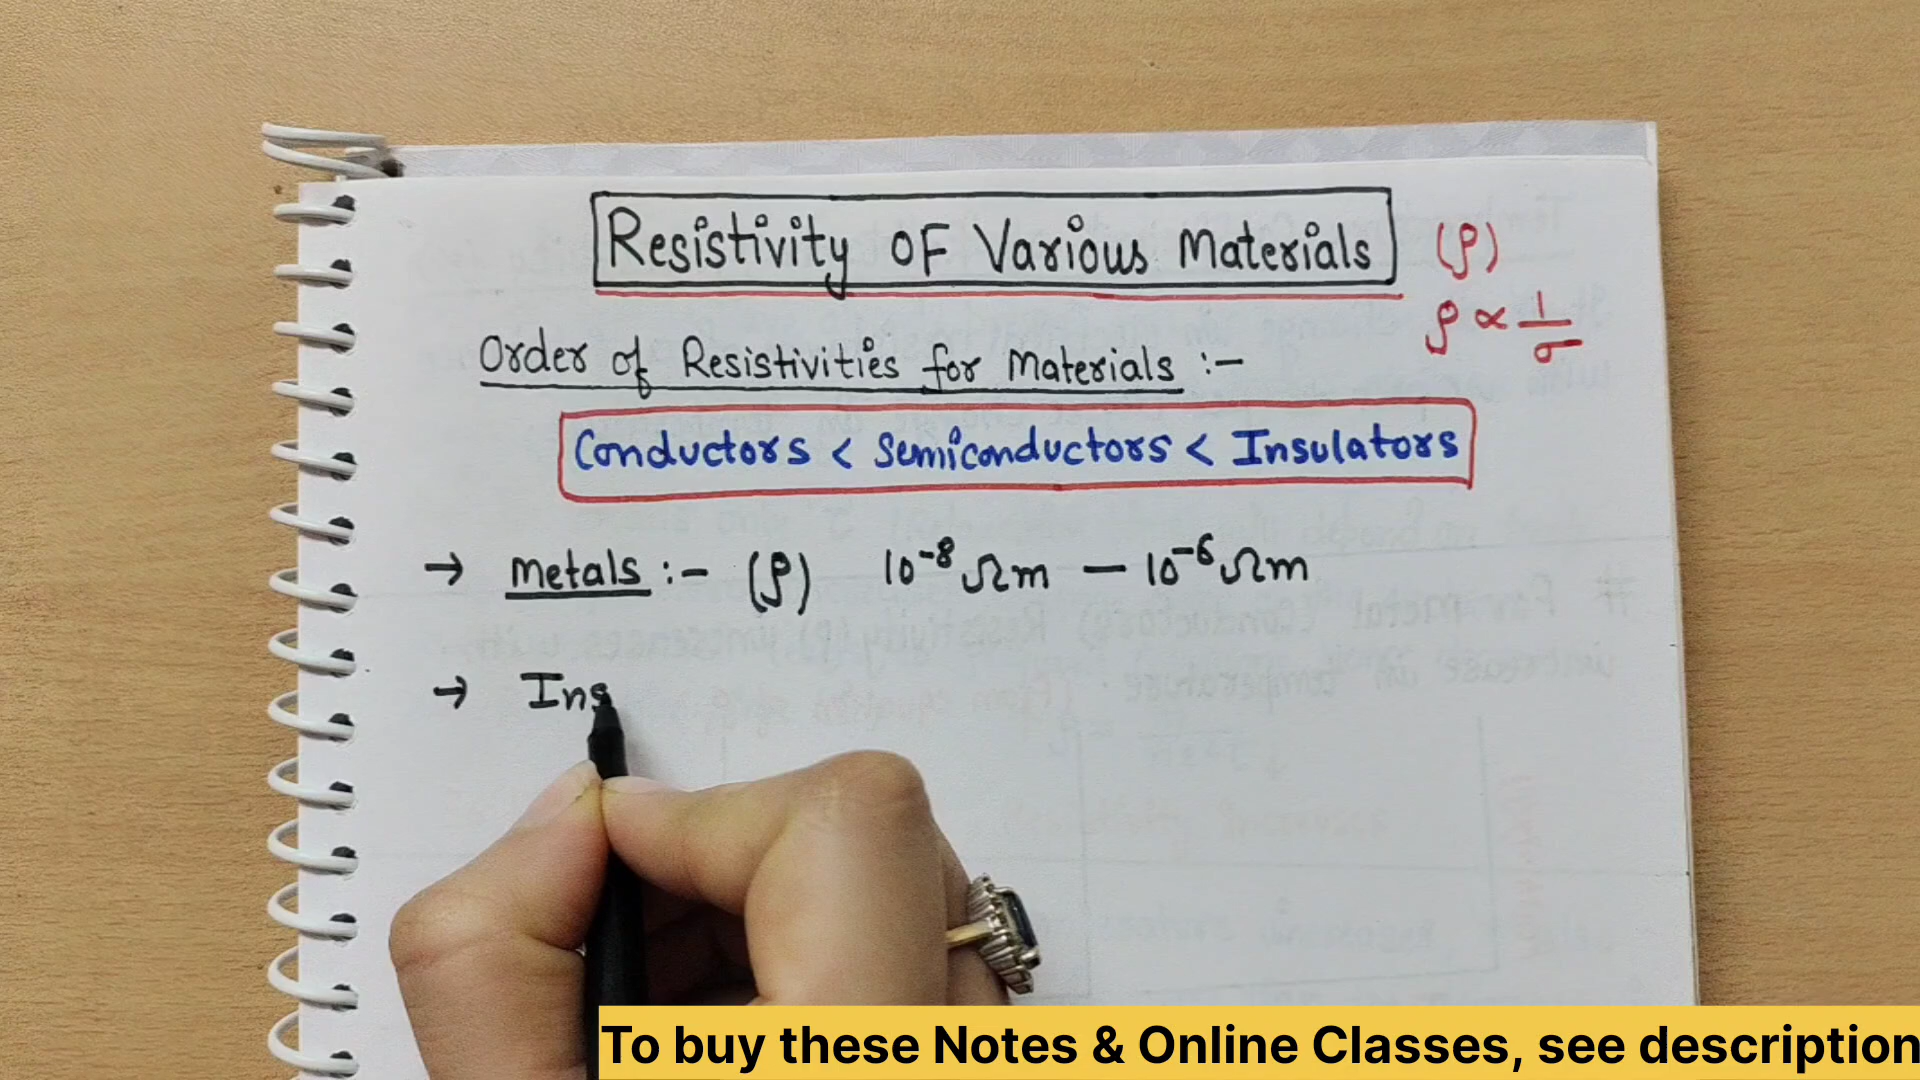 Resistivity OF Various Materials (ρ)
ρ ∝ 1/σ
Order of Resistivities for Materials :-
Conductors < Semiconductors < Insulators
→ Metals :- (ρ) 10⁻⁸ Ωm — 10⁻⁶ Ωm
→ Ins
To buy these Notes & Online Classes, see description